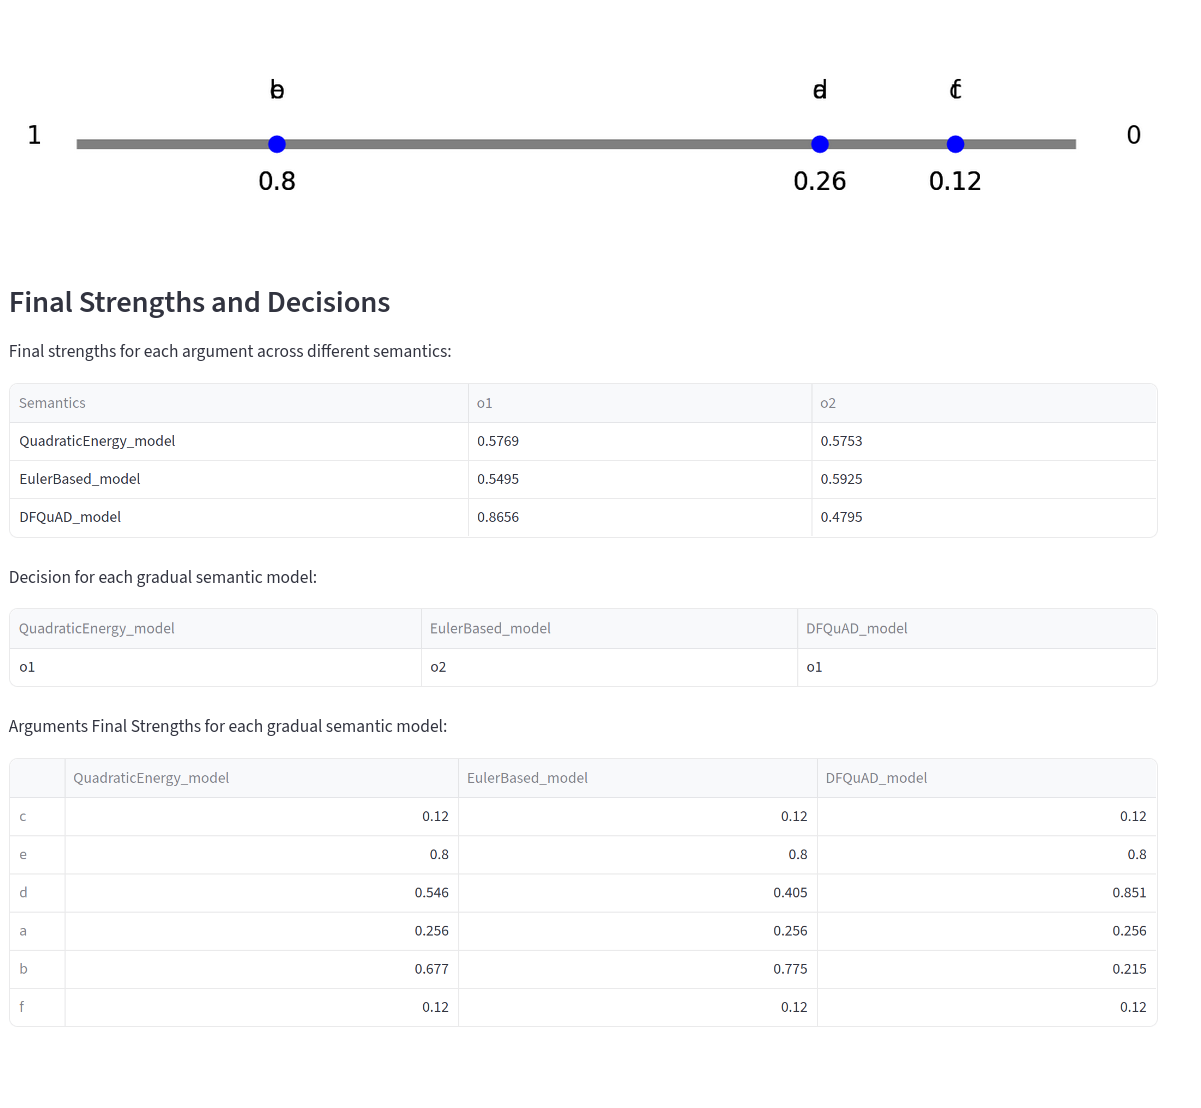 be ad cf
1 0
0.8 0.26 0.12
Final Strengths and Decisions
Final strengths for each argument across different semantics:
Semantics o1 o2
QuadraticEnergy_model 0.5769 0.5753
EulerBased_model 0.5495 0.5925
DFQuAD_model 0.8656 0.4795
Decision for each gradual semantic model:
QuadraticEnergy_model EulerBased_model DFQuAD_model
o1 o2 o1
Arguments Final Strengths for each gradual semantic model:
QuadraticEnergy_model EulerBased_model DFQuAD_model
c 0.12 0.12 0.12
e 0.8 0.8 0.8
d 0.546 0.405 0.851
a 0.256 0.256 0.256
b 0.677 0.775 0.215
f 0.12 0.12 0.12